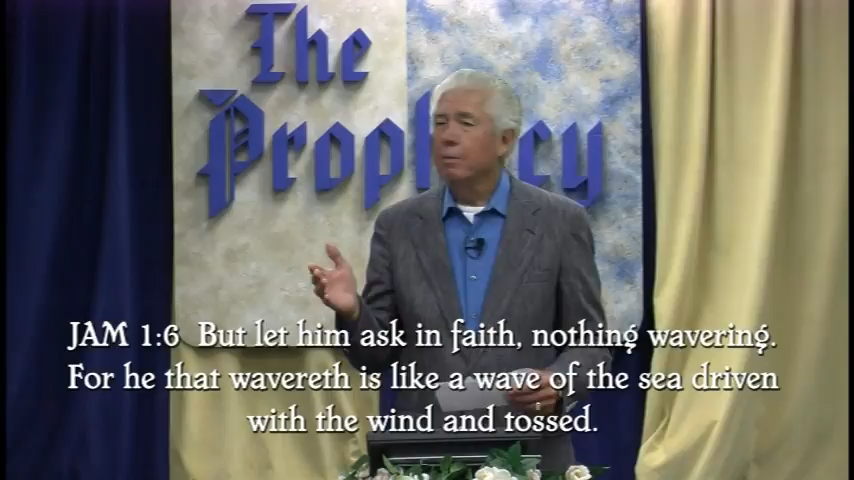 The
Prophecy
JAM 1:6 But let him ask in faith, nothing wavering.
For he that wavereth is like a wave of the sea driven
with the wind and tossed.